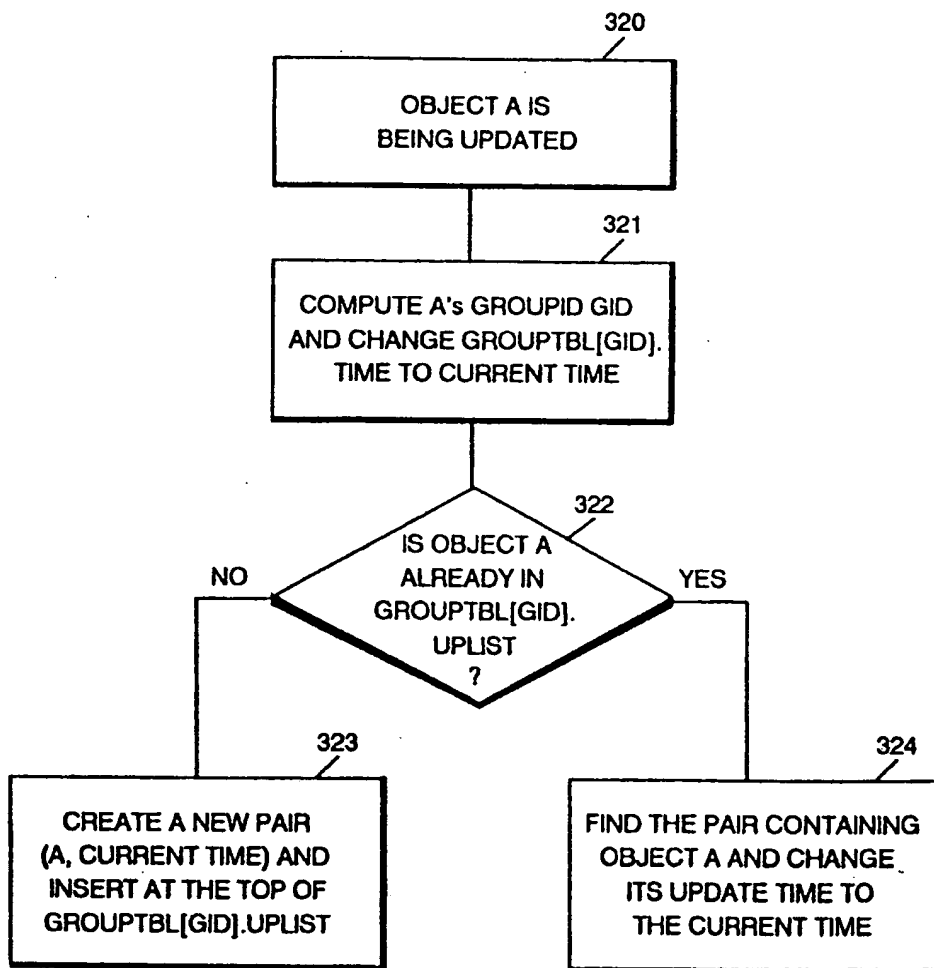 320
OBJECT A IS
BEING UPDATED
321
COMPUTE A's GROUPID GID
AND CHANGE GROUPTBL[GID].
TIME TO CURRENT TIME
322
IS OBJECT A
ALREADY IN
GROUPTBL[GID].
UPLIST
?
NO
YES
323
CREATE A NEW PAIR
(A, CURRENT TIME) AND
INSERT AT THE TOP OF
GROUPTBL[GID].UPLIST
324
FIND THE PAIR CONTAINING
OBJECT A AND CHANGE
ITS UPDATE TIME TO
THE CURRENT TIME